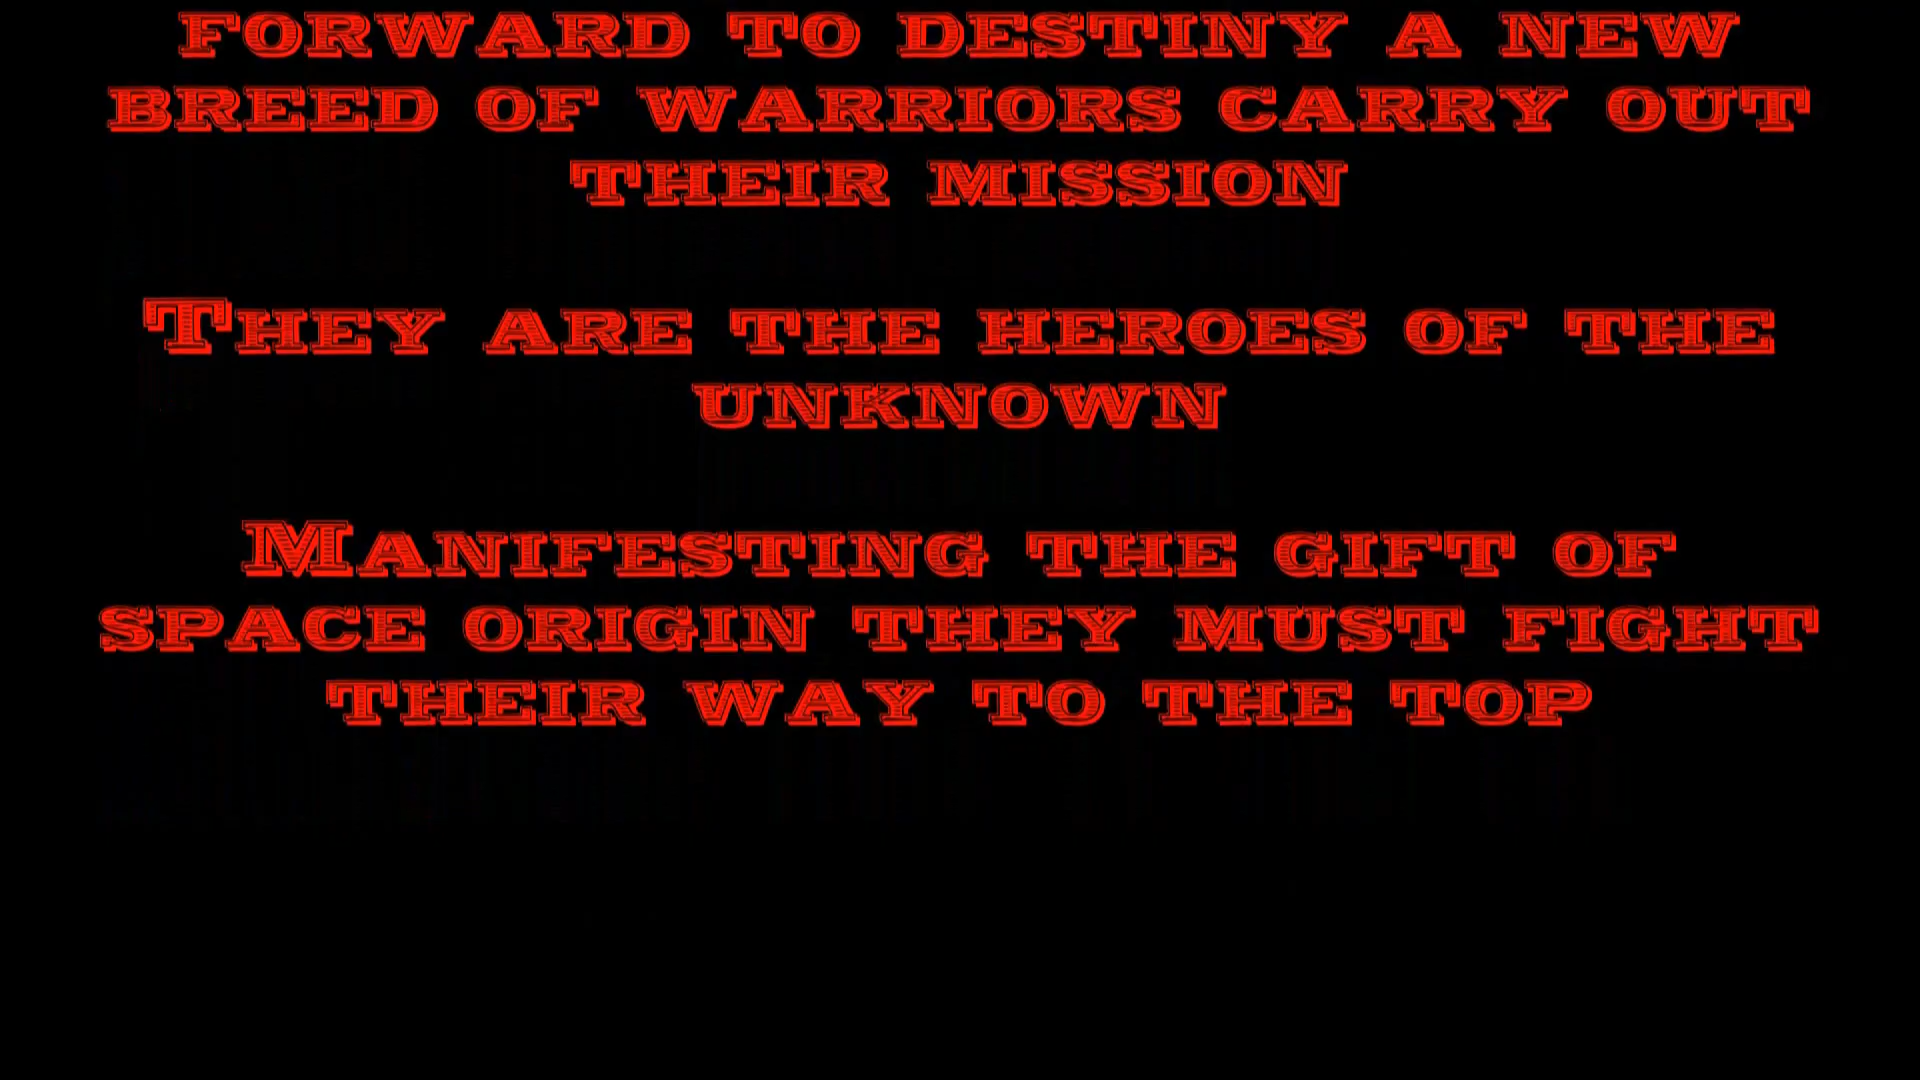 FORWARD TO DESTINY A NEW
BREED OF WARRIORS CARRY OUT
THEIR MISSION
THEY ARE THE HEROES OF THE
UNKNOWN
MANIFESTING THE GIFT OF
SPACE ORIGIN THEY MUST FIGHT
THEIR WAY TO THE TOP